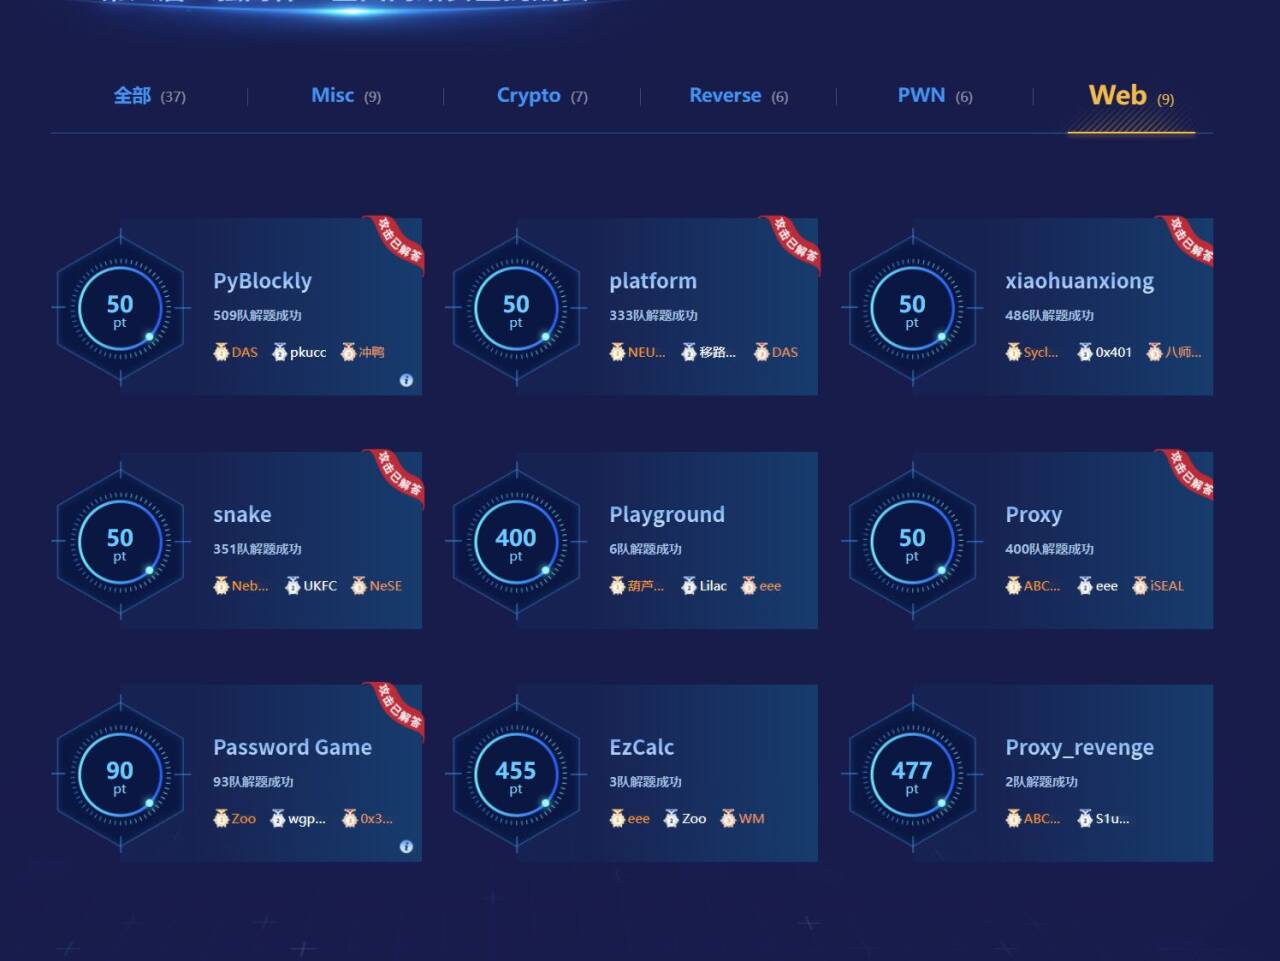 全部 (37)
Misc (9)
Crypto (7)
Reverse (6)
PWN (6)
Web (9)
攻击已解答
50
pt
PyBlockly
509队解题成功
DAS pkucc 冲鸭
攻击已解答
50
pt
platform
333队解题成功
NEU... 移路... DAS
攻击已解答
50
pt
xiaohuanxiong
486队解题成功
Sycl... 0x401 八师...
攻击已解答
50
pt
snake
351队解题成功
Neb... UKFC NeSE
400
pt
Playground
6队解题成功
葫芦... Lilac eee
攻击已解答
50
pt
Proxy
400队解题成功
ABC... eee iSEAL
攻击已解答
90
pt
Password Game
93队解题成功
Zoo wgp... 0x3...
455
pt
EzCalc
3队解题成功
eee Zoo WM
477
pt
Proxy_revenge
2队解题成功
ABC... S1u...